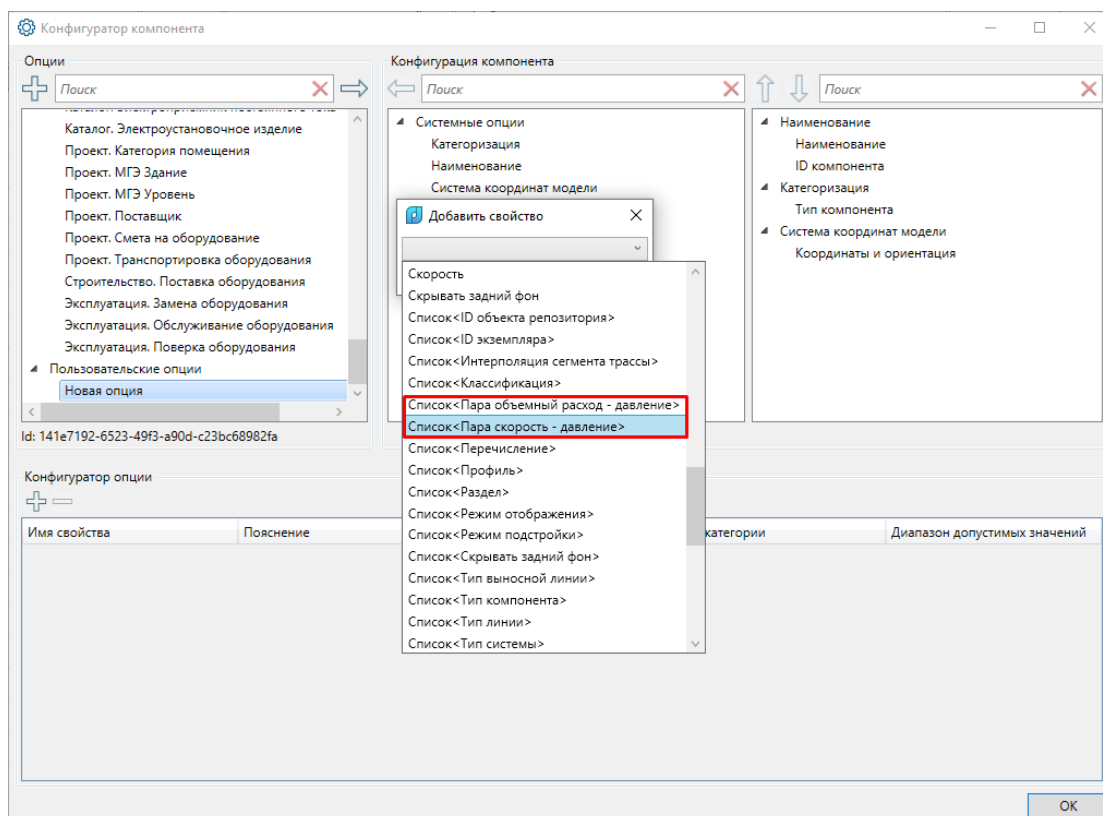 Конфигуратор компонента
Опции
Поиск
Каталог. Электроустановочное изделие
Проект. Категория помещения
Проект. МГЭ Здание
Проект. МГЭ Уровень
Проект. Поставщик
Проект. Смета на оборудование
Проект. Транспортировка оборудования
Строительство. Поставка оборудования
Эксплуатация. Замена оборудования
Эксплуатация. Обслуживание оборудования
Эксплуатация. Поверка оборудования
Пользовательские опции
Новая опция
Id: 141e7192-6523-49f3-a90d-c23bc68982fa
Конфигурация компонента
Поиск
Системные опции
Категоризация
Наименование
Система координат модели
Поиск
Наименование
Наименование
ID компонента
Категоризация
Тип компонента
Система координат модели
Координаты и ориентация
Добавить свойство
Скорость
Скрывать задний фон
Список<ID объекта репозитория>
Список<ID экземпляра>
Список<Интерполяция сегмента трассы>
Список<Классификация>
Список<Пара объемный расход - давление>
Список<Пара скорость - давление>
Список<Перечисление>
Список<Профиль>
Список<Раздел>
Список<Режим отображения>
Список<Режим подстройки>
Список<Скрывать задний фон>
Список<Тип выносной линии>
Список<Тип компонента>
Список<Тип линии>
Список<Тип системы>
Конфигуратор опции
Имя свойства
Пояснение
категории
Диапазон допустимых значений
OK